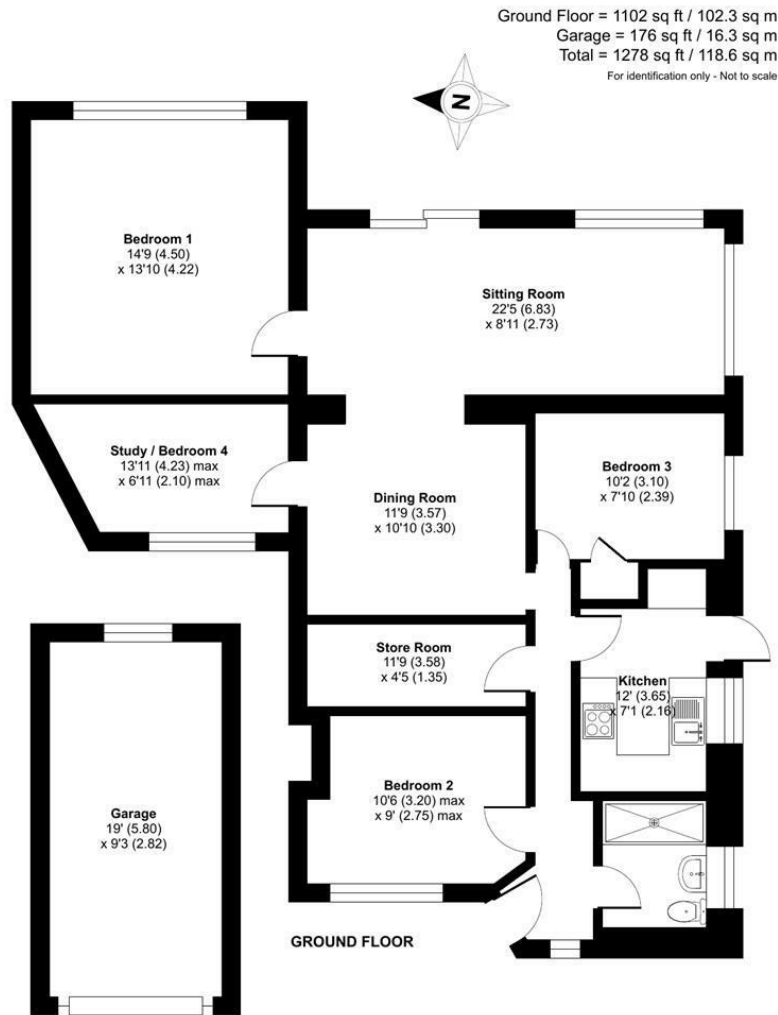 Ground Floor = 1102 sq ft / 102.3 sq m
Garage = 176 sq ft / 16.3 sq m
Total = 1278 sq ft / 118.6 sq m
For identification only - Not to scale
N
Bedroom 1
14'9 (4.50)
x 13'10 (4.22)
Sitting Room
22'5 (6.83)
x 8'11 (2.73)
Study / Bedroom 4
13'11 (4.23) max
x 6'11 (2.10) max
Dining Room
11'9 (3.57)
x 10'10 (3.30)
Bedroom 3
10'2 (3.10)
x 7'10 (2.39)
Store Room
11'9 (3.58)
x 4'5 (1.35)
Kitchen
12' (3.65)
x 7'1 (2.16)
Bedroom 2
10'6 (3.20) max
x 9' (2.75) max
Garage
19' (5.80)
x 9'3 (2.82)
GROUND FLOOR